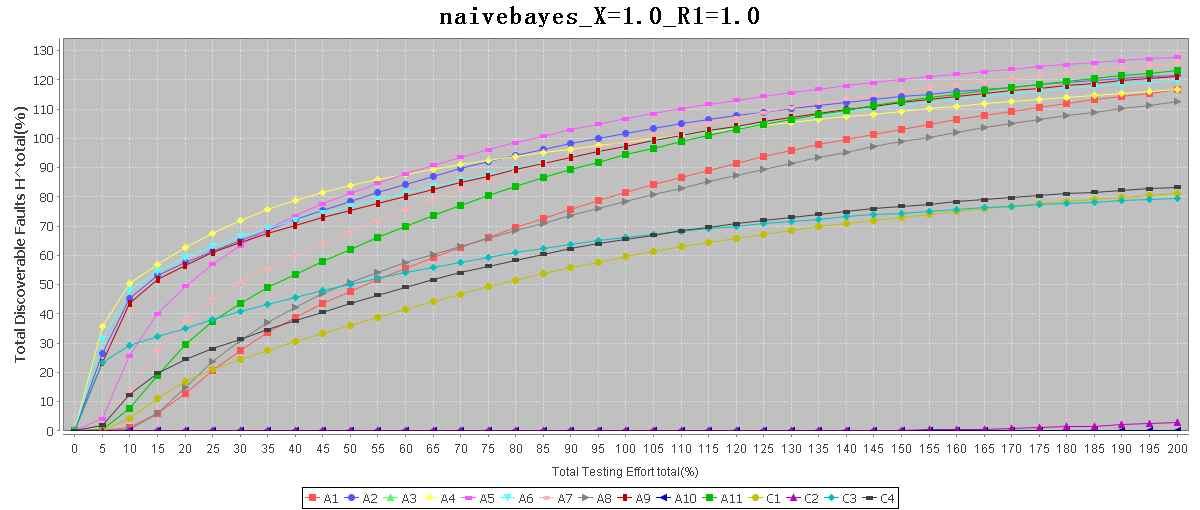 naivebayes_X=1.0_R1=1.0
Total Discoverable Faults H^total(%)
130
120
110
100
90
80
70
60
50
40
30
20
10
0
0 5 10 15 20 25 30 35 40 45 50 55 60 65 70 75 80 85 90 95 100 105 110 115 120 125 130 135 140 145 150 155 160 165 170 175 180 185 190 195 200
Total Testing Effort total(%)
A1 A2 A3 A4 A5 A6 A7 A8 A9 A10 A11 C1 C2 C3 C4